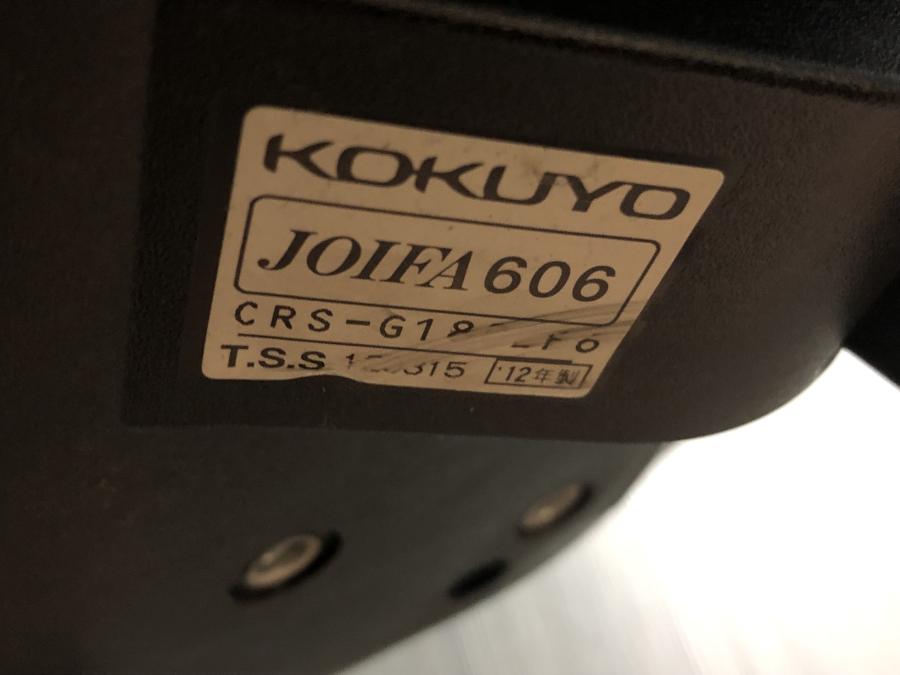 KOKUYO
JOIFA 606
T.S.S
'12年製